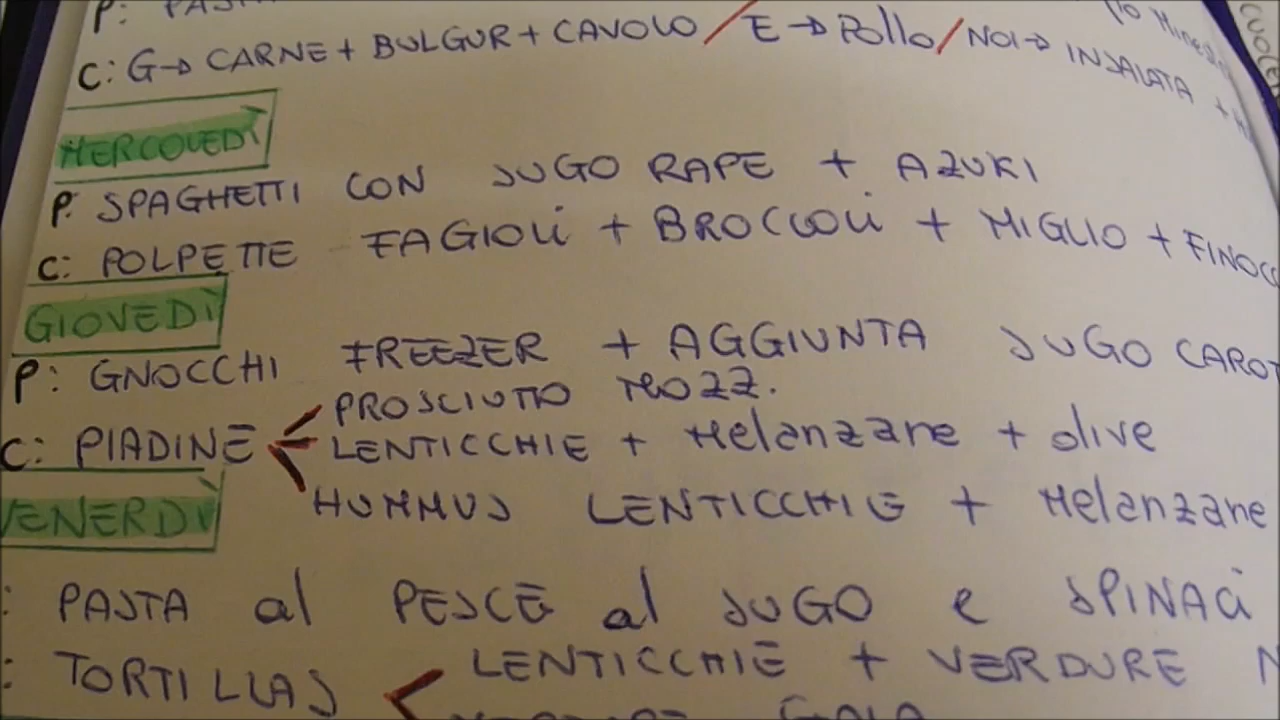 P: PAST
C: G→ CARNE + BULGUR + CAVOLO / E → Pollo / NOI→ INSALATA +
MERCOLEDÌ
P: SPAGHETTI CON SUGO RAPE + AZUKI
C: POLPETTE FAGIOLI + BROCCOLI + MIGLIO + FINOCC
GIOVEDÌ
P: GNOCCHI FREEZER + AGGIUNTA SUGO CAROT
PROSCIUTTO MOZZ.
C: PIADINE LENTICCHIE + Melanzane + olive
HUMMUS LENTICCHIE + Melanzane
VENERDÌ
: PASTA al PESCE al SUGO e SPINACI
: TORTILLAS LENTICCHIE + VERDURE